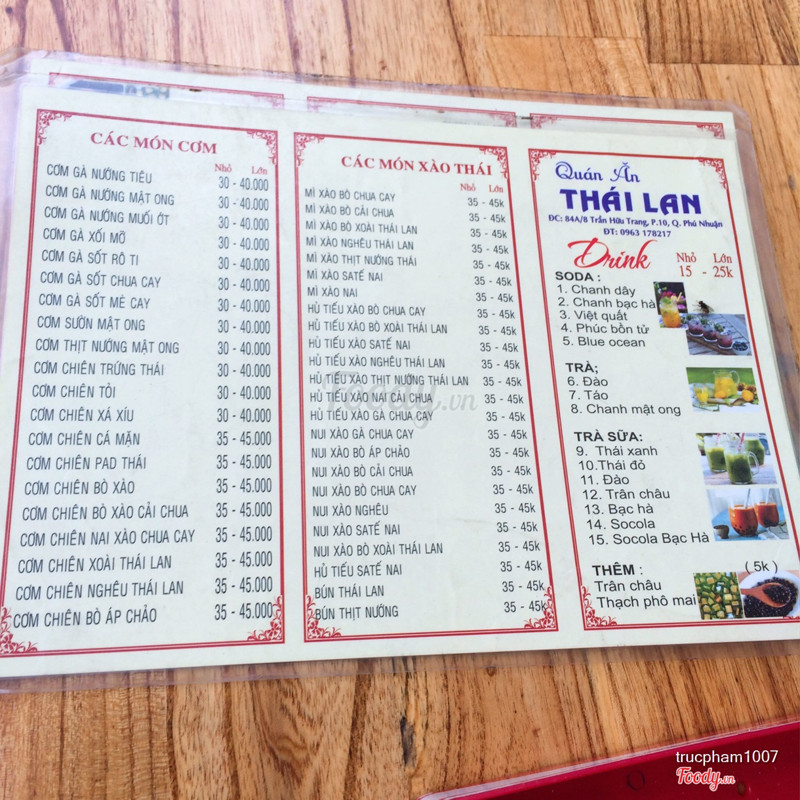 CÁC MÓN CƠM
Nhỏ Lớn
CƠM GÀ NƯỚNG TIÊU 30 - 40.000
CƠM GÀ NƯỚNG MẬT ONG 30 - 40.000
CƠM GÀ NƯỚNG MUỐI ỚT 30 - 40.000
CƠM GÀ XỐI MỠ 30 - 40.000
CƠM GÀ SỐT RÔ TI 30 - 40.000
CƠM GÀ SỐT CHUA CAY 30 - 40.000
CƠM GÀ SỐT MÈ CAY 30 - 40.000
CƠM SƯỜN MẬT ONG 30 - 40.000
CƠM THỊT NƯỚNG MẬT ONG 30 - 40.000
CƠM CHIÊN TRỨNG THÁI 30 - 40.000
CƠM CHIÊN TỎI 30 - 40.000
CƠM CHIÊN XÁ XÍU 30 - 40.000
CƠM CHIÊN CÁ MẶN 35 - 45.000
CƠM CHIÊN PAD THÁI 35 - 45.000
CƠM CHIÊN BÒ XÀO 35 - 45.000
CƠM CHIÊN BÒ XÀO CẢI CHUA 35 - 45.000
CƠM CHIÊN NAI XÀO CHUA CAY 35 - 45.000
CƠM CHIÊN XOÀI THÁI LAN 35 - 45.000
CƠM CHIÊN NGHÊU THÁI LAN 35 - 45.000
CƠM CHIÊN BÒ ÁP CHẢO 35 - 45.000
CÁC MÓN XÀO THÁI
Nhỏ Lớn
MÌ XÀO BÒ CHUA CAY 35 - 45k
MÌ XÀO BÒ CẢI CHUA 35 - 45k
MÌ XÀO BÒ XOÀI THÁI LAN 35 - 45k
MÌ XÀO NGHÊU THÁI LAN 35 - 45k
MÌ XÀO THỊT NƯỚNG THÁI 35 - 45k
MÌ XÀO SATẾ NAI 35 - 45k
MÌ XÀO NAI 35 - 45k
HỦ TIẾU XÀO BÒ CHUA CAY 35 - 45k
HỦ TIẾU XÀO BÒ XOÀI THÁI LAN 35 - 45k
HỦ TIẾU XÀO SATẾ NAI 35 - 45k
HỦ TIẾU XÀO NGHÊU THÁI LAN 35 - 45k
HỦ TIẾU XÀO THỊT NƯỚNG THÁI LAN 35 - 45k
HỦ TIẾU XÀO NAI CẢI CHUA 35 - 45k
HỦ TIẾU XÀO GÀ CHUA CAY 35 - 45k
NUI XÀO GÀ CHUA CAY 35 - 45k
NUI XÀO BÒ ÁP CHẢO 35 - 45k
NUI XÀO BÒ CẢI CHUA 35 - 45k
NUI XÀO BÒ CHUA CAY 35 - 45k
NUI XÀO NGHÊU 35 - 45k
NUI XÀO SATẾ NAI 35 - 45k
NUI XÀO BÒ XOÀI THÁI LAN 35 - 45k
HỦ TIẾU SATẾ NAI 35 - 45k
BÚN THÁI LAN 35 - 45k
BÚN THỊT NƯỚNG 35 - 45k
Quán Ăn
THÁI LAN
ĐC: 84A/8 Trần Hữu Trang, P.10, Q. Phú Nhuận
ĐT: 0963 178217
Drink
Nhỏ Lớn
15 - 25k
SODA :
1. Chanh dây
2. Chanh bạc hà
3. Việt quất
4. Phúc bồn tử
5. Blue ocean
TRÀ;
6. Đào
7. Táo
8. Chanh mật ong
TRÀ SỮA:
9. Thái xanh
10.Thái đỏ
11. Đào
12. Trân châu
13. Bạc hà
14. Socola
15. Socola Bạc Hà
THÊM : ( 5k )
Trân châu
Thạch phô mai
Foody.vn
trucpham1007
Foody.vn